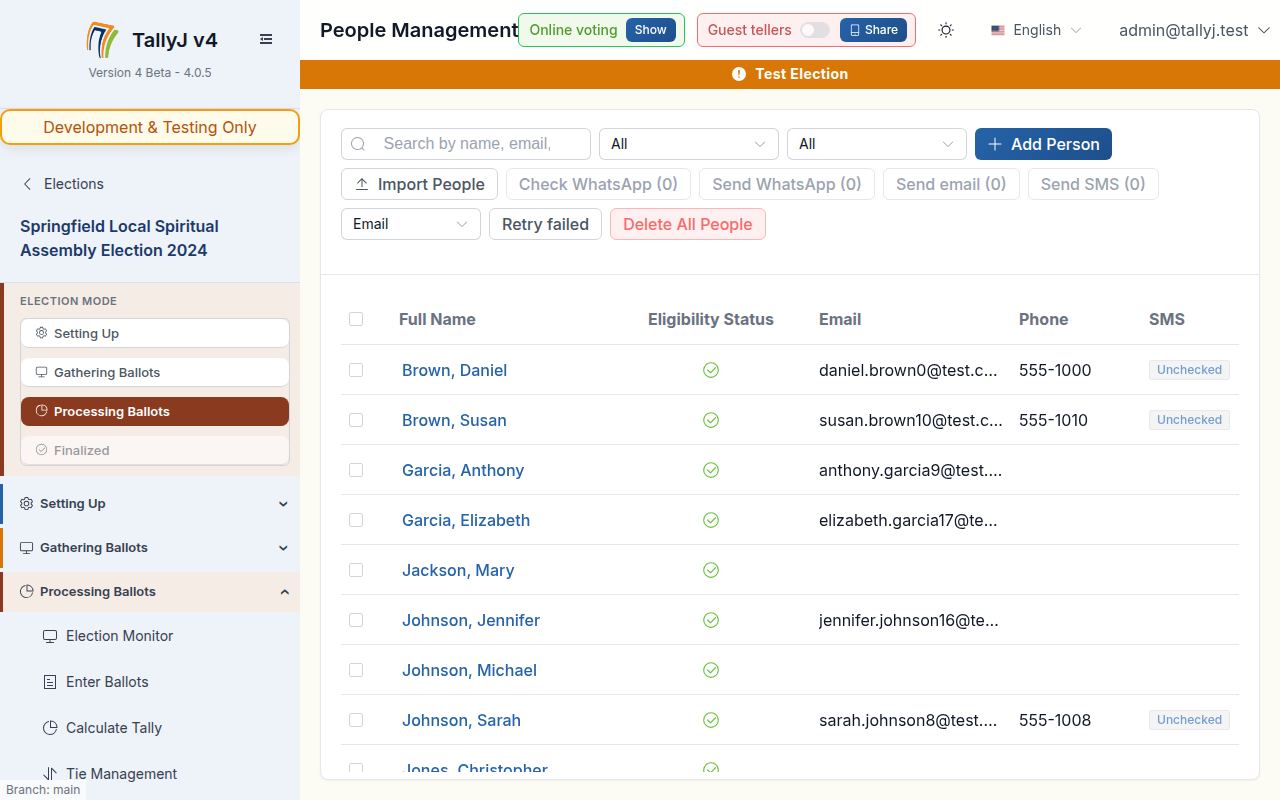 TallyJ v4
Version 4 Beta - 4.0.5
Development & Testing Only
Elections
Springfield Local Spiritual
Assembly Election 2024
ELECTION MODE
Setting Up
Gathering Ballots
Processing Ballots
Finalized
Setting Up
Gathering Ballots
Processing Ballots
Election Monitor
Enter Ballots
Calculate Tally
Tie Management
Branch: main
People Management
Online voting Show
Guest tellers Share
English
admin@tallyj.test
Test Election
Search by name, email,
All
All
Add Person
Import People
Check WhatsApp (0)
Send WhatsApp (0)
Send email (0)
Send SMS (0)
Email
Retry failed
Delete All People
Full Name Eligibility Status Email Phone SMS
Brown, Daniel daniel.brown0@test.c... 555-1000 Unchecked
Brown, Susan susan.brown10@test.c... 555-1010 Unchecked
Garcia, Anthony anthony.garcia9@test....
Garcia, Elizabeth elizabeth.garcia17@te...
Jackson, Mary
Johnson, Jennifer jennifer.johnson16@te...
Johnson, Michael
Johnson, Sarah sarah.johnson8@test.... 555-1008 Unchecked
Jones, Christopher